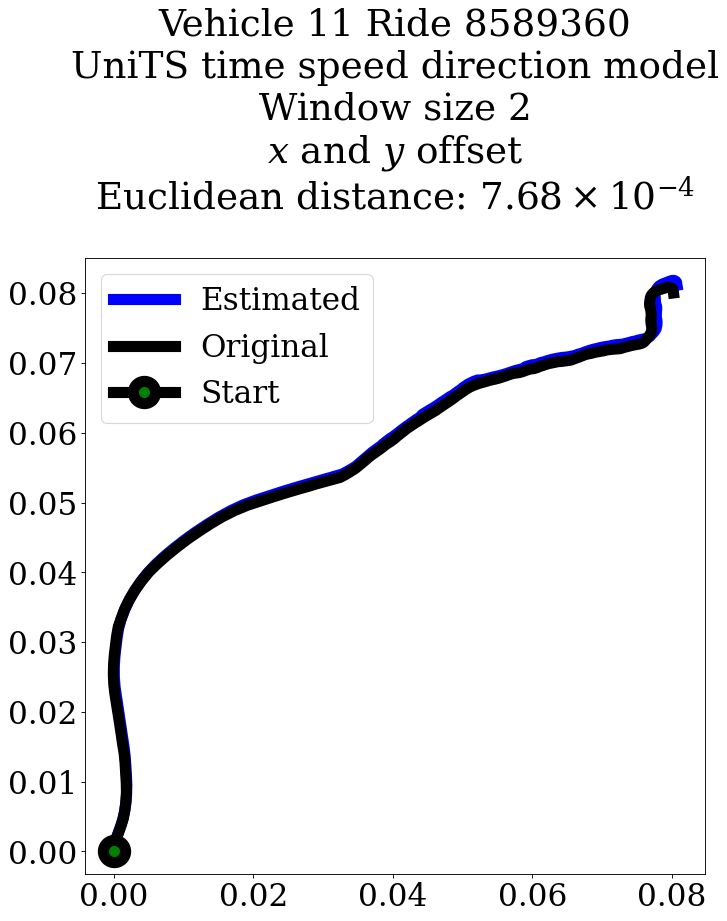 Vehicle 11 Ride 8589360
UniTS time speed direction model
Window size 2
x and y offset
Euclidean distance: 7.68 × 10⁻⁴
Estimated
Original
Start
0.08
0.07
0.06
0.05
0.04
0.03
0.02
0.01
0.00
0.00 0.02 0.04 0.06 0.08